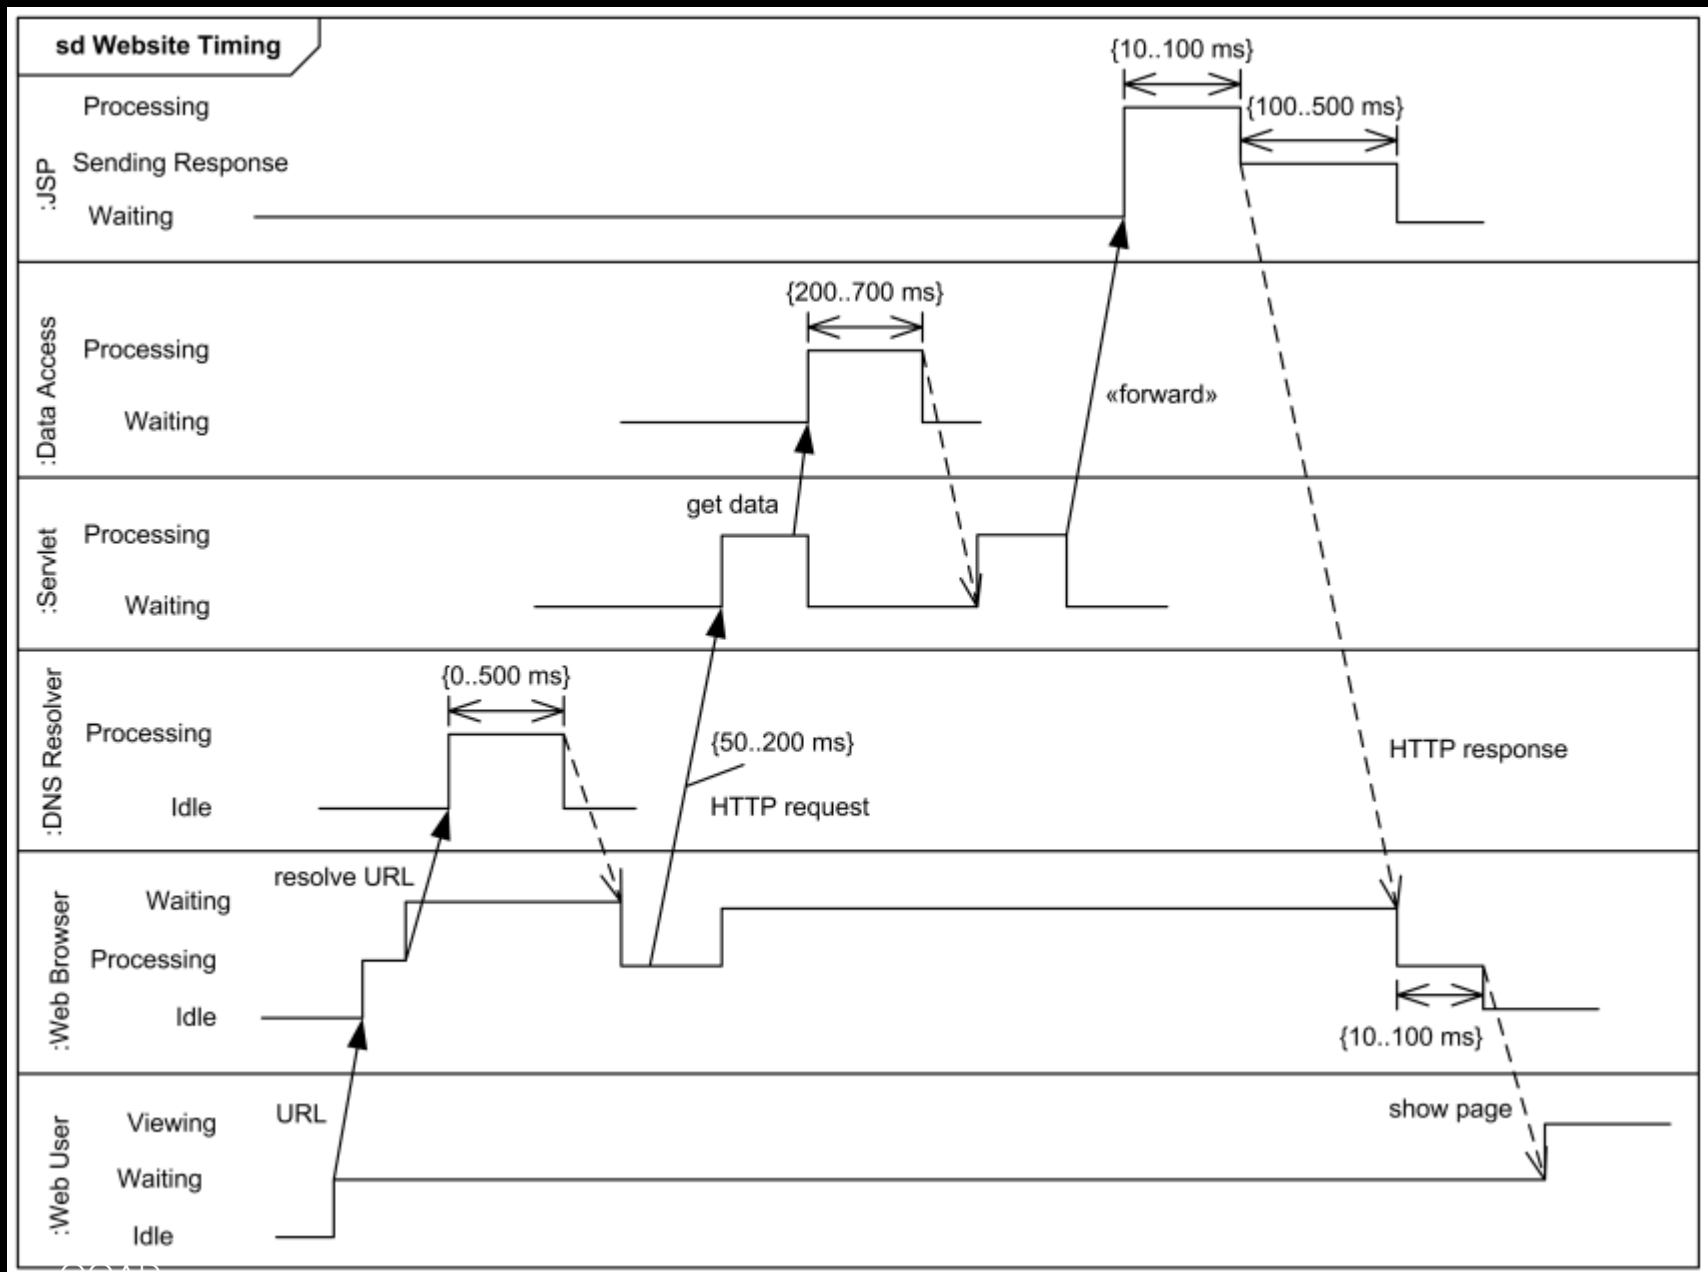 sd Website Timing
{10..100 ms}
Processing
{100..500 ms}
:JSP
Sending Response
Waiting
{200..700 ms}
:Data Access
Processing
«forward»
Waiting
get data
:Servlet
Processing
Waiting
{0..500 ms}
:DNS Resolver
Processing
{50..200 ms}
HTTP response
Idle
HTTP request
resolve URL
:Web Browser
Waiting
Processing
Idle
{10..100 ms}
URL
show page
:Web User
Viewing
Waiting
Idle